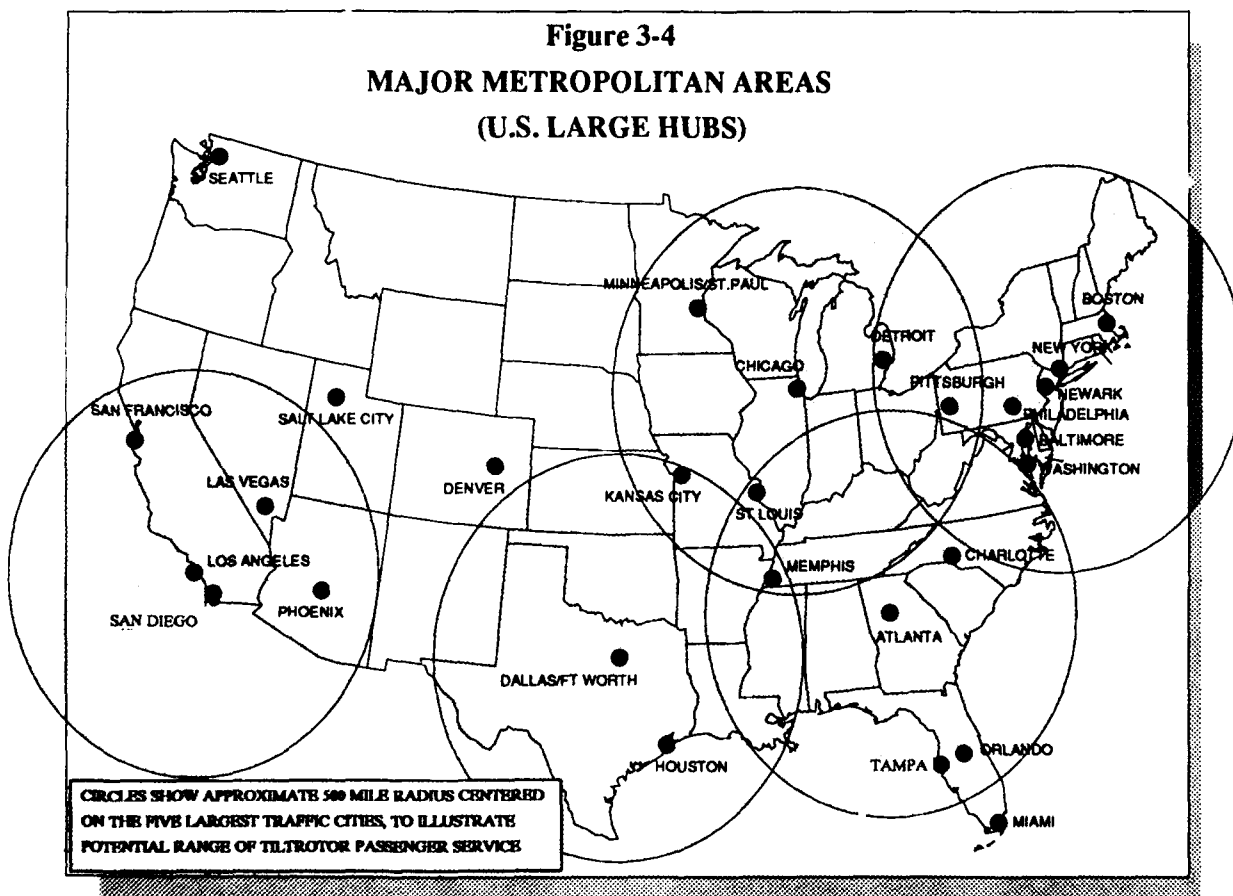 Figure 3-4
MAJOR METROPOLITAN AREAS
(U.S. LARGE HUBS)
SEATTLE
MINNEAPOLIS/ST.PAUL
BOSTON
DETROIT
NEW YORK
CHICAGO
PITTSBURGH
NEWARK
SAN FRANCISCO
SALT LAKE CITY
PHILADELPHIA
BALTIMORE
WASHINGTON
LAS VEGAS
DENVER
KANSAS CITY
ST LOUIS
LOS ANGELES
MEMPHIS
CHARLOTTE
PHOENIX
SAN DIEGO
ATLANTA
DALLAS/FT WORTH
ORLANDO
HOUSTON
TAMPA
MIAMI
CIRCLES SHOW APPROXIMATE 500 MILE RADIUS CENTERED
ON THE FIVE LARGEST TRAFFIC CITIES, TO ILLUSTRATE
POTENTIAL RANGE OF TILTROTOR PASSENGER SERVICE